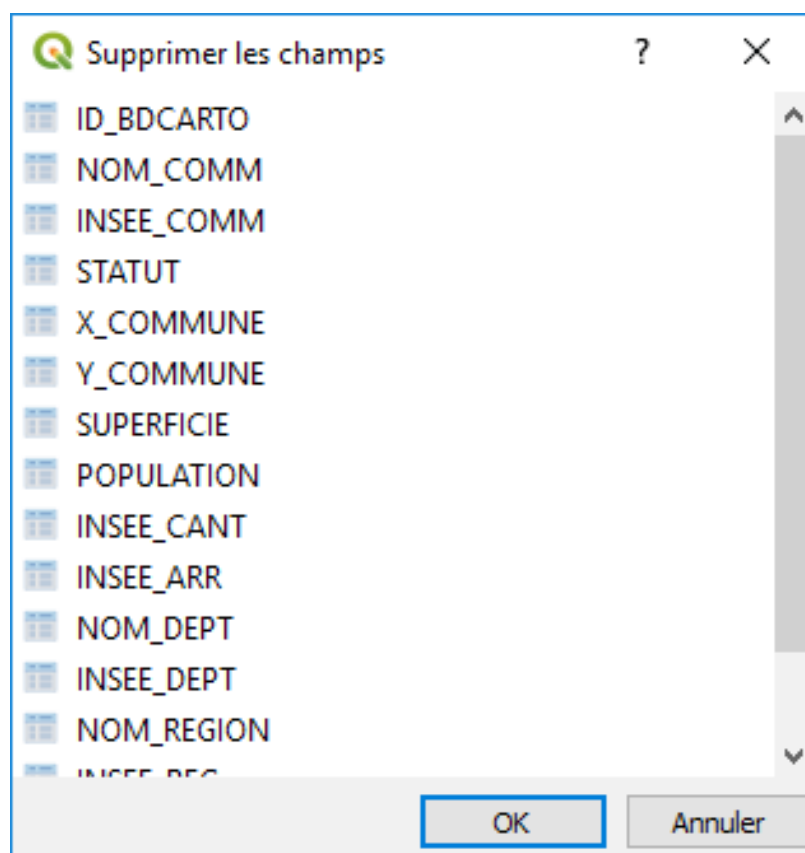 Supprimer les champs
?
ID_BDCARTO
NOM_COMM
INSEE_COMM
STATUT
X_COMMUNE
Y_COMMUNE
SUPERFICIE
POPULATION
INSEE_CANT
INSEE_ARR
NOM_DEPT
INSEE_DEPT
NOM_REGION
OK Annuler